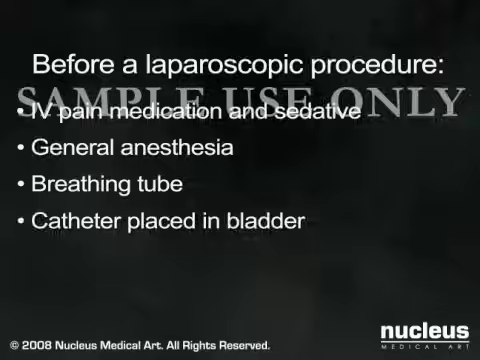 Before a laparoscopic procedure:
SAMPLE USE ONLY
• IV pain medication and sedative
• General anesthesia
• Breathing tube
• Catheter placed in bladder
nucleus
MEDICAL ART
© 2008 Nucleus Medical Art. All Rights Reserved.